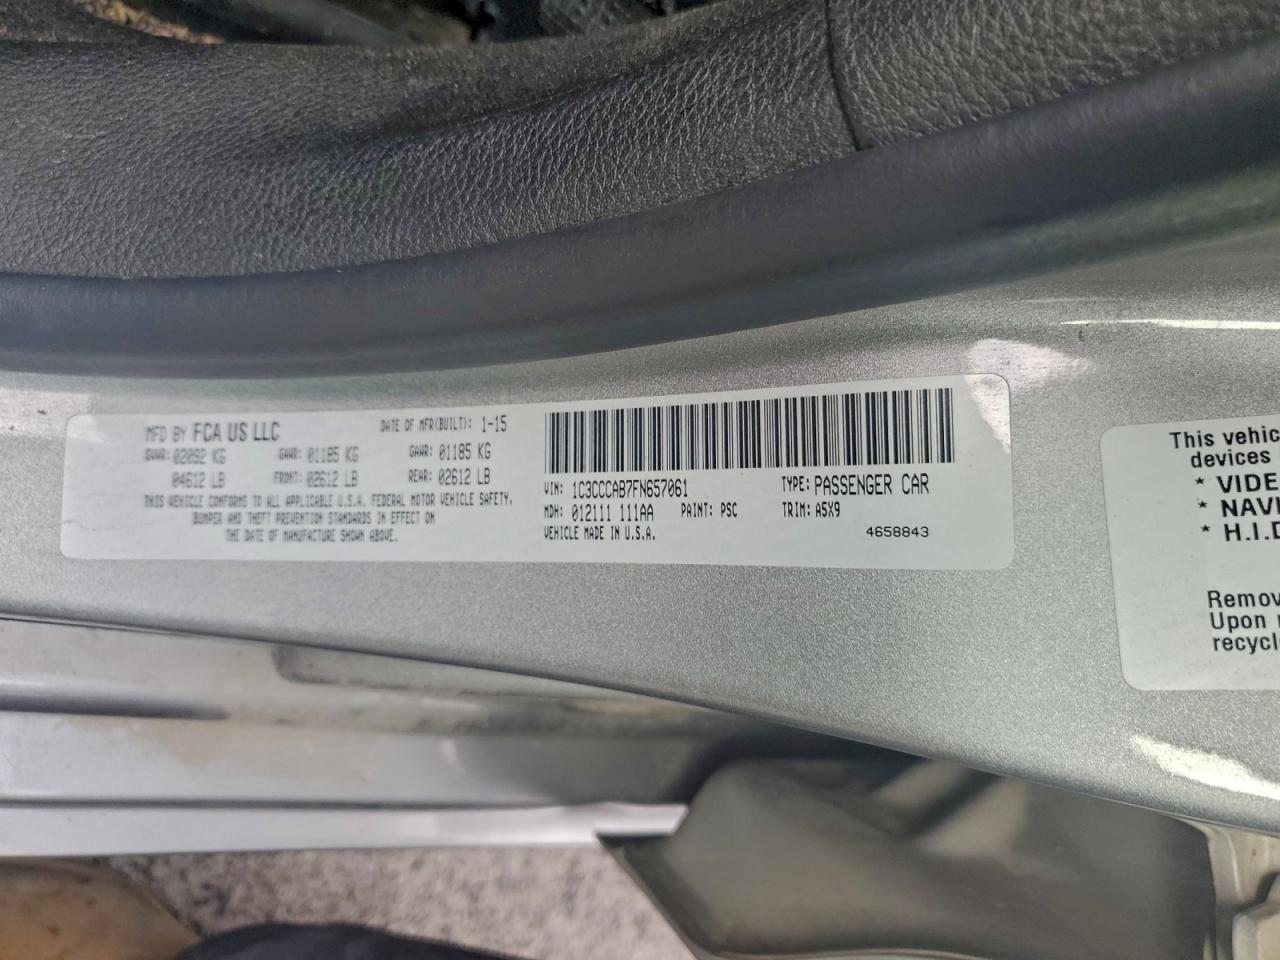 MFD BY FCA US LLC
DATE OF MFR(BUILT): 1-15
GVWR: 02092 KG GAWR: 01185 KG GAWR: 01185 KG
04612 LB FRONT: 02612 LB REAR: 02612 LB
THIS VEHICLE CONFORMS TO ALL APPLICABLE U.S.A. FEDERAL MOTOR VEHICLE SAFETY,
BUMPER AND THEFT PREVENTION STANDARDS IN EFFECT ON
THE DATE OF MANUFACTURE SHOWN ABOVE.
VIN: 1C3CCCAB7FN657061 TYPE: PASSENGER CAR
MDH: 012111 111AA PAINT: PSC TRIM: A5X9
VEHICLE MADE IN U.S.A. 4658843
This vehic
devices
* VIDE
* NAV
* H.I.D
Remov
Upon
recycl